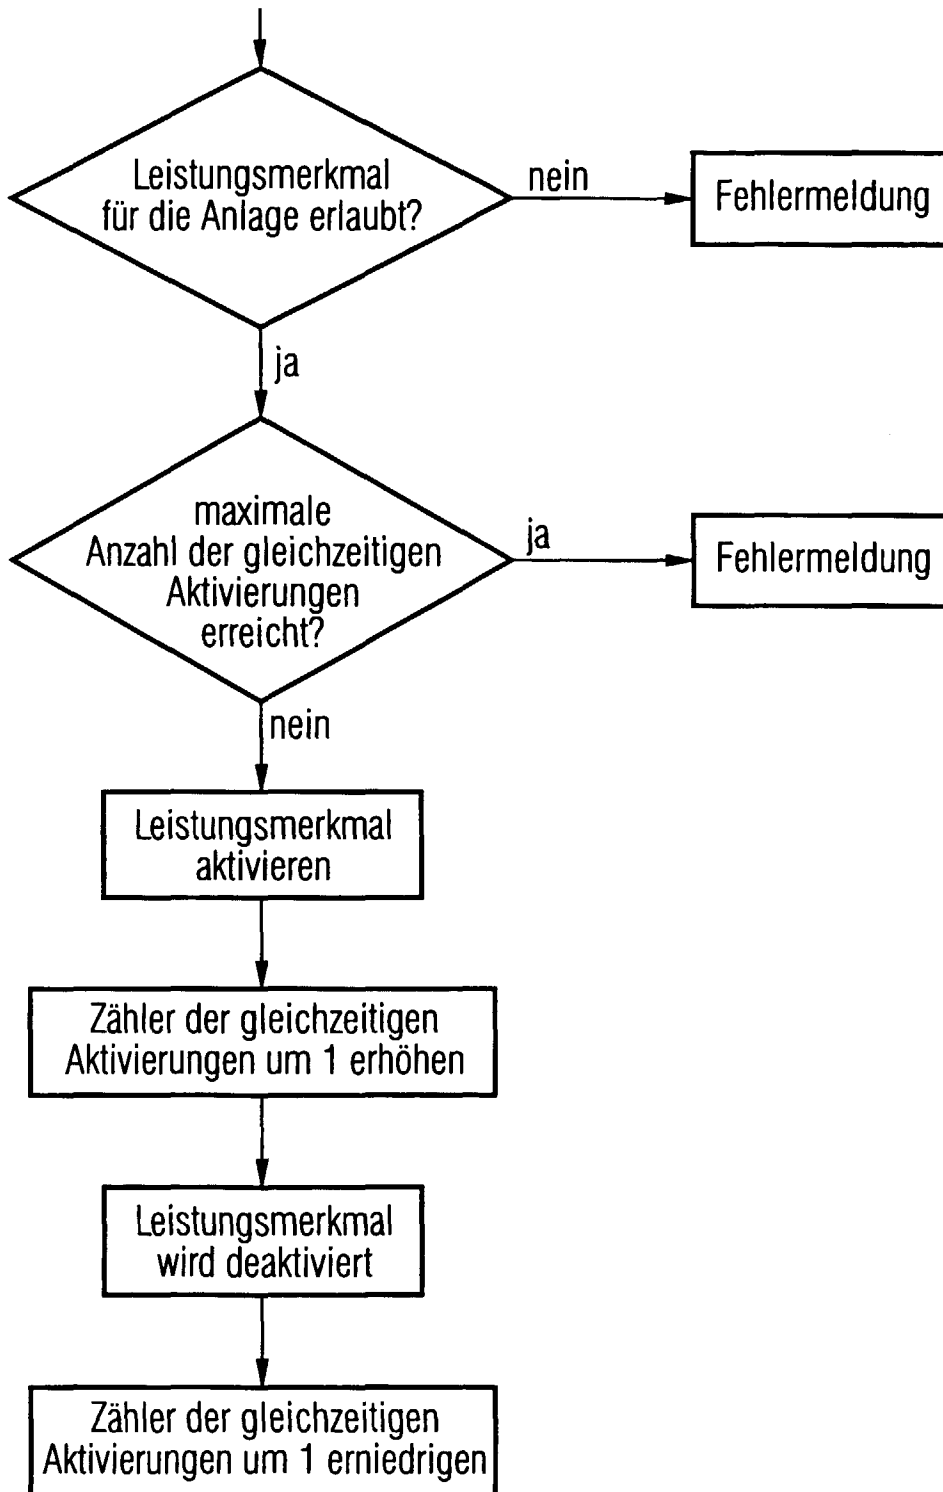 Leistungsmerkmal
für die Anlage erlaubt?
nein
Fehlermeldung
ja
maximale
Anzahl der gleichzeitigen
Aktivierungen
erreicht?
ja
Fehlermeldung
nein
Leistungsmerkmal
aktivieren
Zähler der gleichzeitigen
Aktivierungen um 1 erhöhen
Leistungsmerkmal
wird deaktiviert
Zähler der gleichzeitigen
Aktivierungen um 1 erniedrigen